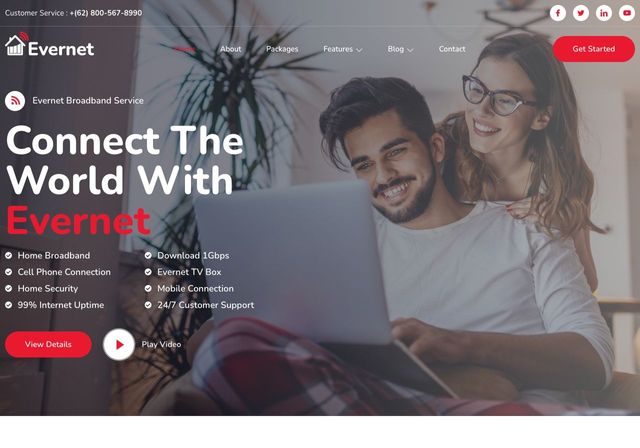 Customer Service : +(62) 800-567-8990
Evernet
Home
About
Packages
Features
Blog
Contact
Get Started
Evernet Broadband Service
Connect The
World With
Evernet
Home Broadband
Cell Phone Connection
Home Security
99% Internet Uptime
Download 1Gbps
Evernet TV Box
Mobile Connection
24/7 Customer Support
View Details
Play Video